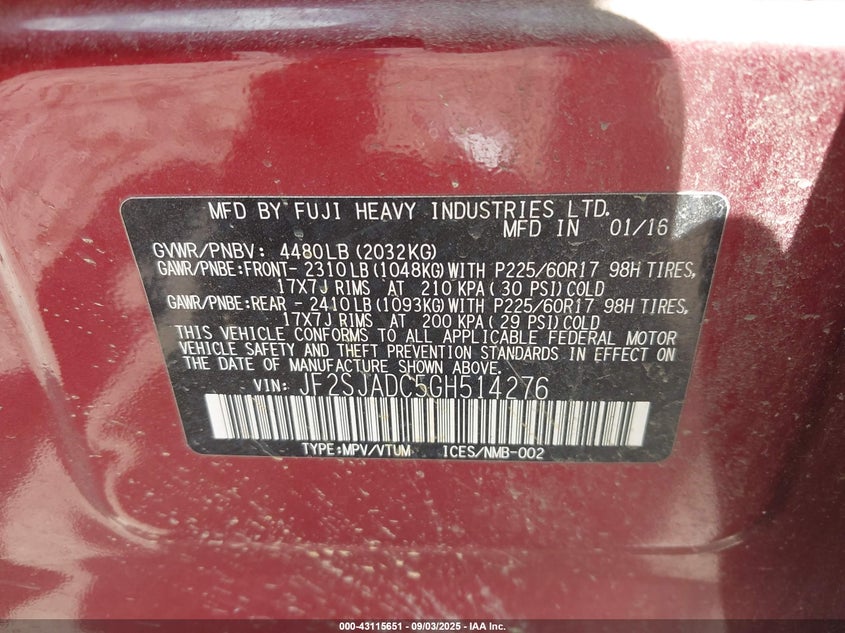 MFD BY FUJI HEAVY INDUSTRIES LTD.
MFD IN 01/16
GVWR/PNBV: 4480LB (2032KG)
GAWR/PNBE:FRONT- 2310LB (1048KG) WITH P225/60R17 98H TIRES,
17X7J RIMS AT 210 KPA ( 30 PSI) COLD
GAWR/PNBE:REAR - 2410LB (1093KG) WITH P225/60R17 98H TIRES,
17X7J RIMS AT 200 KPA (29 PSI) COLD
THIS VEHICLE CONFORMS TO ALL APPLICABLE FEDERAL MOTOR
VEHICLE SAFETY AND THEFT PREVENTION STANDARDS IN EFFECT ON
THE DATE OF MANUFACTURE SHOWN ABOVE.
VIN: JF2SJADC5GH514276
TYPE:MPV/VTUM ICES/NMB-002
000-43115651 - 09/03/2025 - IAA Inc.